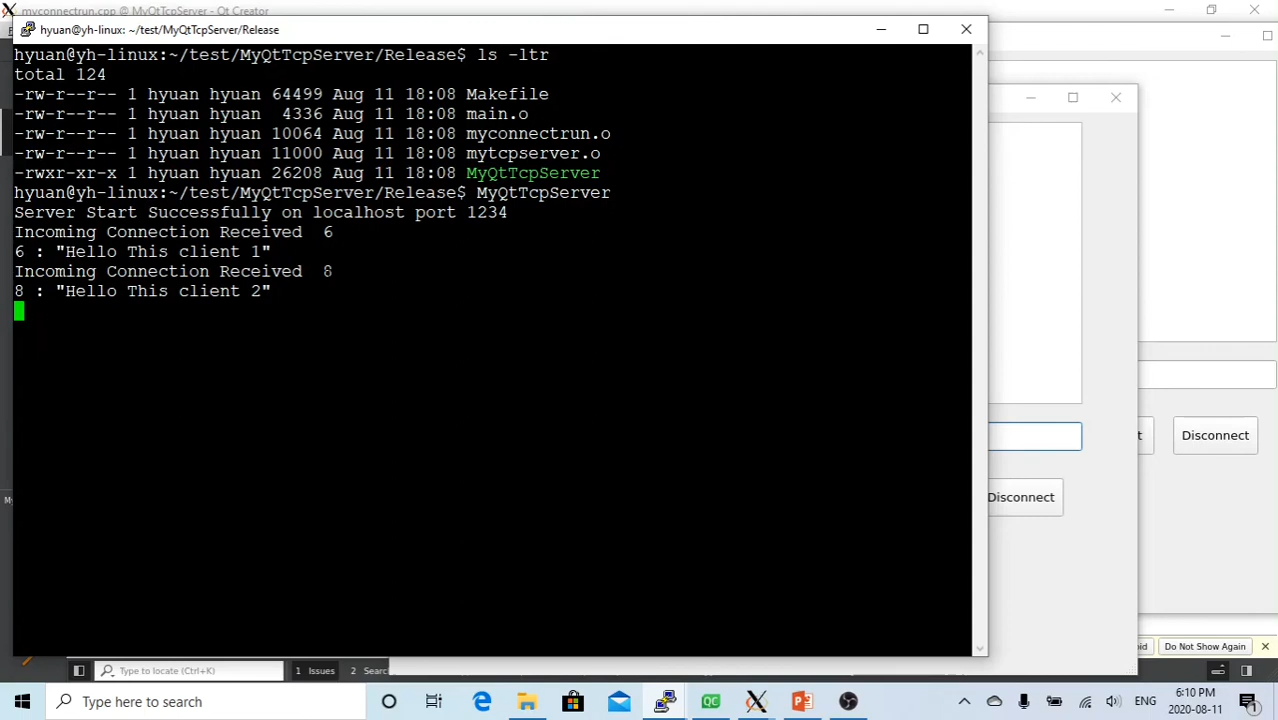 myconnectrun.cpp @ MyQtTcpServer - Qt Creator
hyuan@yh-linux: ~/test/MyQtTcpServer/Release
hyuan@yh-linux:~/test/MyQtTcpServer/Release$ ls -ltr
total 124
-rw-r--r-- 1 hyuan hyuan 64499 Aug 11 18:08 Makefile
-rw-r--r-- 1 hyuan hyuan  4336 Aug 11 18:08 main.o
-rw-r--r-- 1 hyuan hyuan 10064 Aug 11 18:08 myconnectrun.o
-rw-r--r-- 1 hyuan hyuan 11000 Aug 11 18:08 mytcpserver.o
-rwxr-xr-x 1 hyuan hyuan 26208 Aug 11 18:08 MyQtTcpServer
hyuan@yh-linux:~/test/MyQtTcpServer/Release$ MyQtTcpServer
Server Start Successfully on localhost port 1234
Incoming Connection Received  6
6 : "Hello This client 1"
Incoming Connection Received  8
8 : "Hello This client 2"
t
Disconnect
Disconnect
My
oid
Do Not Show Again
Type to locate (Ctrl+K)
1 Issues
2 Searc
Type here to search
ENG
6:10 PM
2020-08-11
1